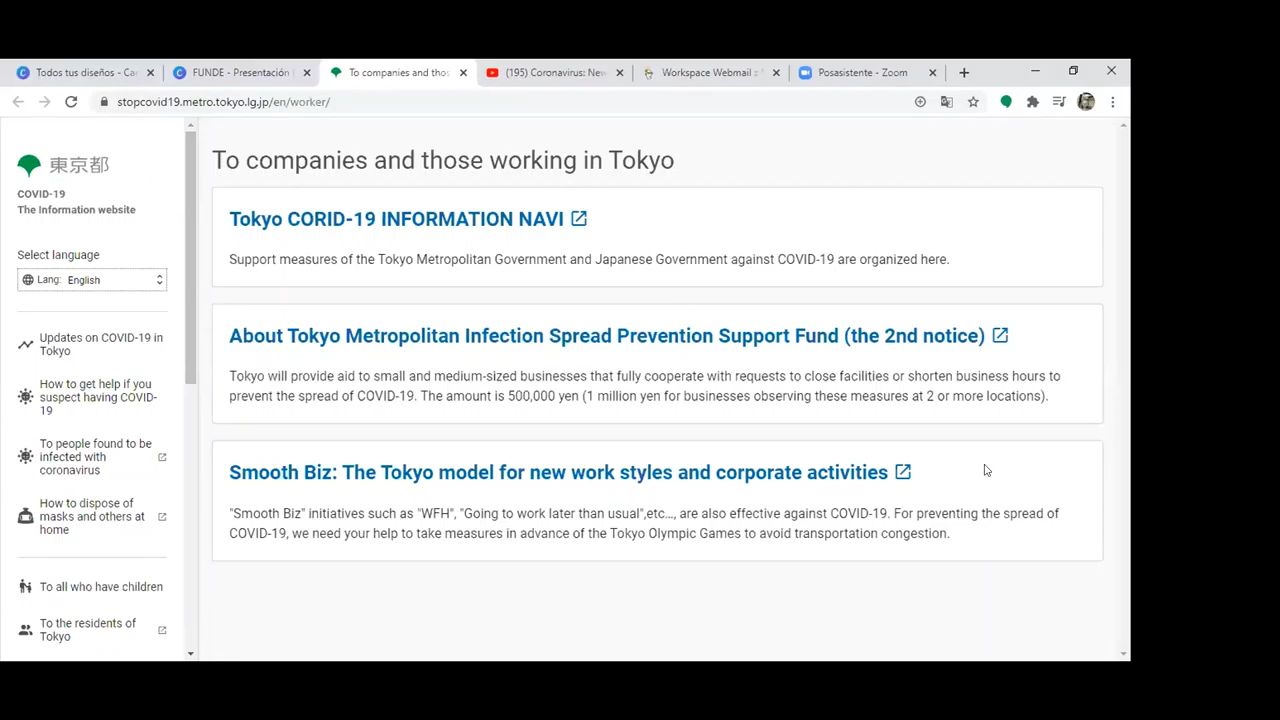 Todos tus diseños - Ca
FUNDE - Presentación
To companies and thos
(195) Coronavirus: New
Workspace Webmail :
Posasistente - Zoom
stopcovid19.metro.tokyo.lg.jp/en/worker/
東京都
COVID-19
The Information website
Select language
Lang: English
Updates on COVID-19 in
Tokyo
How to get help if you
suspect having COVID-
19
To people found to be
infected with
coronavirus
How to dispose of
masks and others at
home
To all who have children
To the residents of
Tokyo
To companies and those working in Tokyo
Tokyo CORID-19 INFORMATION NAVI
Support measures of the Tokyo Metropolitan Government and Japanese Government against COVID-19 are organized here.
About Tokyo Metropolitan Infection Spread Prevention Support Fund (the 2nd notice)
Tokyo will provide aid to small and medium-sized businesses that fully cooperate with requests to close facilities or shorten business hours to
prevent the spread of COVID-19. The amount is 500,000 yen (1 million yen for businesses observing these measures at 2 or more locations).
Smooth Biz: The Tokyo model for new work styles and corporate activities
"Smooth Biz" initiatives such as "WFH", "Going to work later than usual",etc..., are also effective against COVID-19. For preventing the spread of
COVID-19, we need your help to take measures in advance of the Tokyo Olympic Games to avoid transportation congestion.